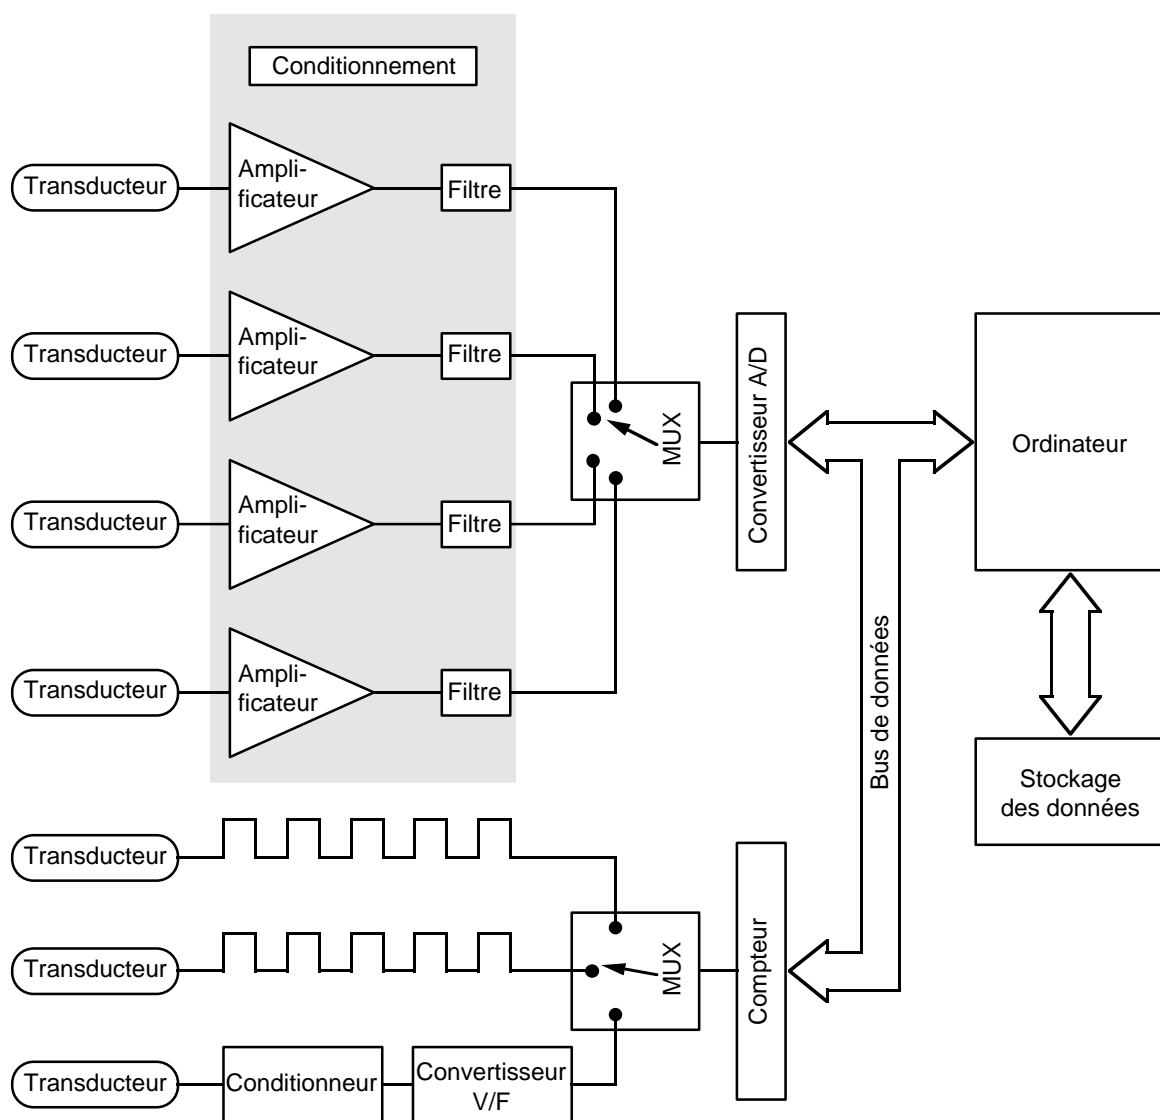 Conditionnement
Transducteur
Ampli-
ficateur
Filtre
Transducteur
Ampli-
ficateur
Filtre
MUX
Convertisseur A/D
Ordinateur
Transducteur
Ampli-
ficateur
Filtre
Transducteur
Ampli-
ficateur
Filtre
Bus de données
Stockage
des données
Transducteur
Transducteur
MUX
Compteur
Transducteur
Conditionneur
Convertisseur
V/F